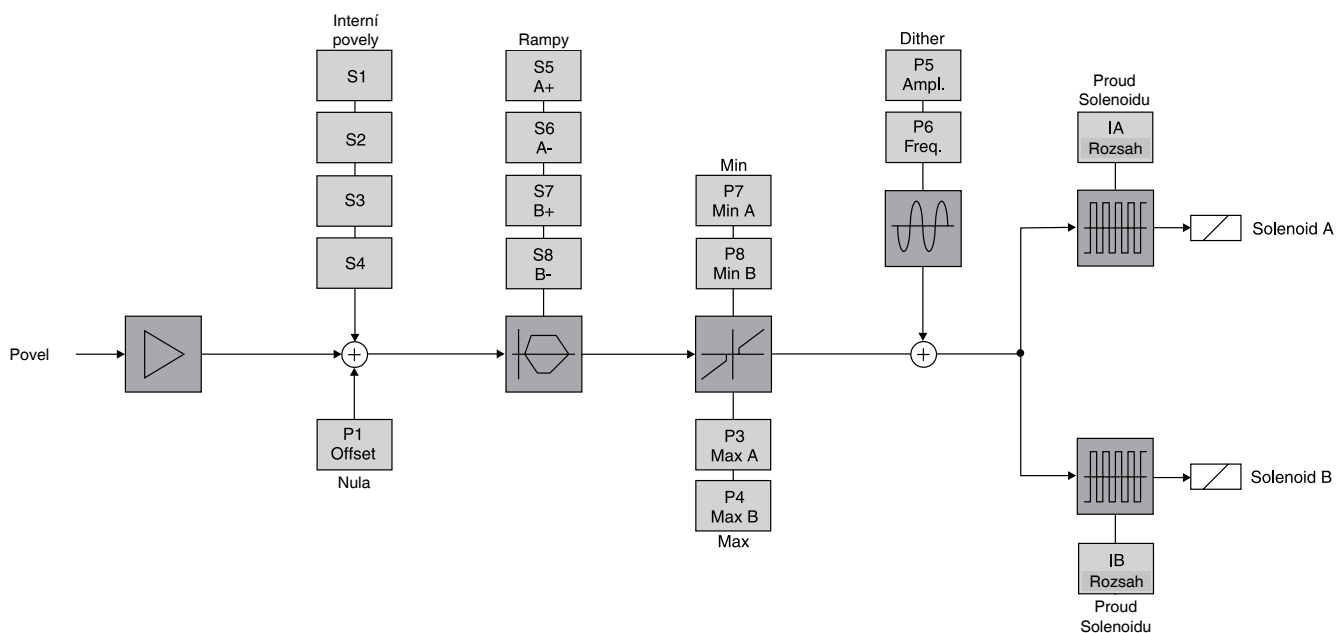 Interní
povely
S1
S2
S3
S4
Rampy
S5
A+
S6
A-
S7
B+
S8
B-
Min
P7
Min A
P8
Min B
Dither
P5
Ampl.
P6
Freq.
Proud
Solenoidu
IA
Rozsah
Solenoid A
Povel
P1
Offset
Nula
P3
Max A
P4
Max B
Max
Solenoid B
IB
Rozsah
Proud
Solenoidu